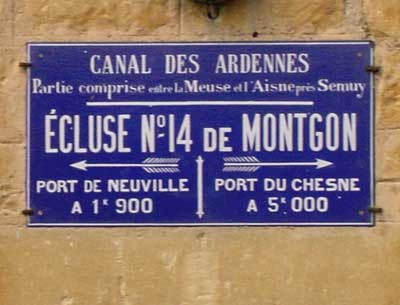 CANAL DES ARDENNES
Partie comprise entre la Meuse et l'Aisne près Semuy
ÉCLUSE No 14 DE MONTGON
PORT DE NEUVILLE PORT DU CHESNE
A 1K 900 A 5K 000